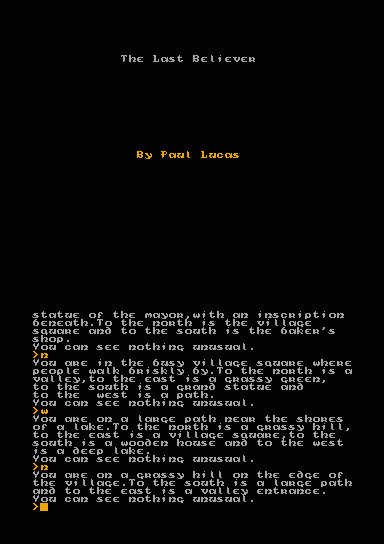 The Last Believer
By Paul Lucas
statue of the mayor,with an inscription
beneath.To the north is the village
square and to the south is the baker's
shop.
You can see nothing unusual.
>n
You are in the busy village square where
people walk briskly by.To the north is a
valley,to the east is a grassy green,
to the south is a grand statue and
to the  west is a path.
You can see nothing unusual.
>w
You are on a large path near the shores
of a lake.To the north is a grassy hill,
to the east is a village square,to the
south is a wooden house and to the west
is a deep lake.
You can see nothing unusual.
>n
You are on a grassy hill on the edge of
the village.To the south is a large path
and to the east is a valley entrance.
You can see nothing unusual.
>